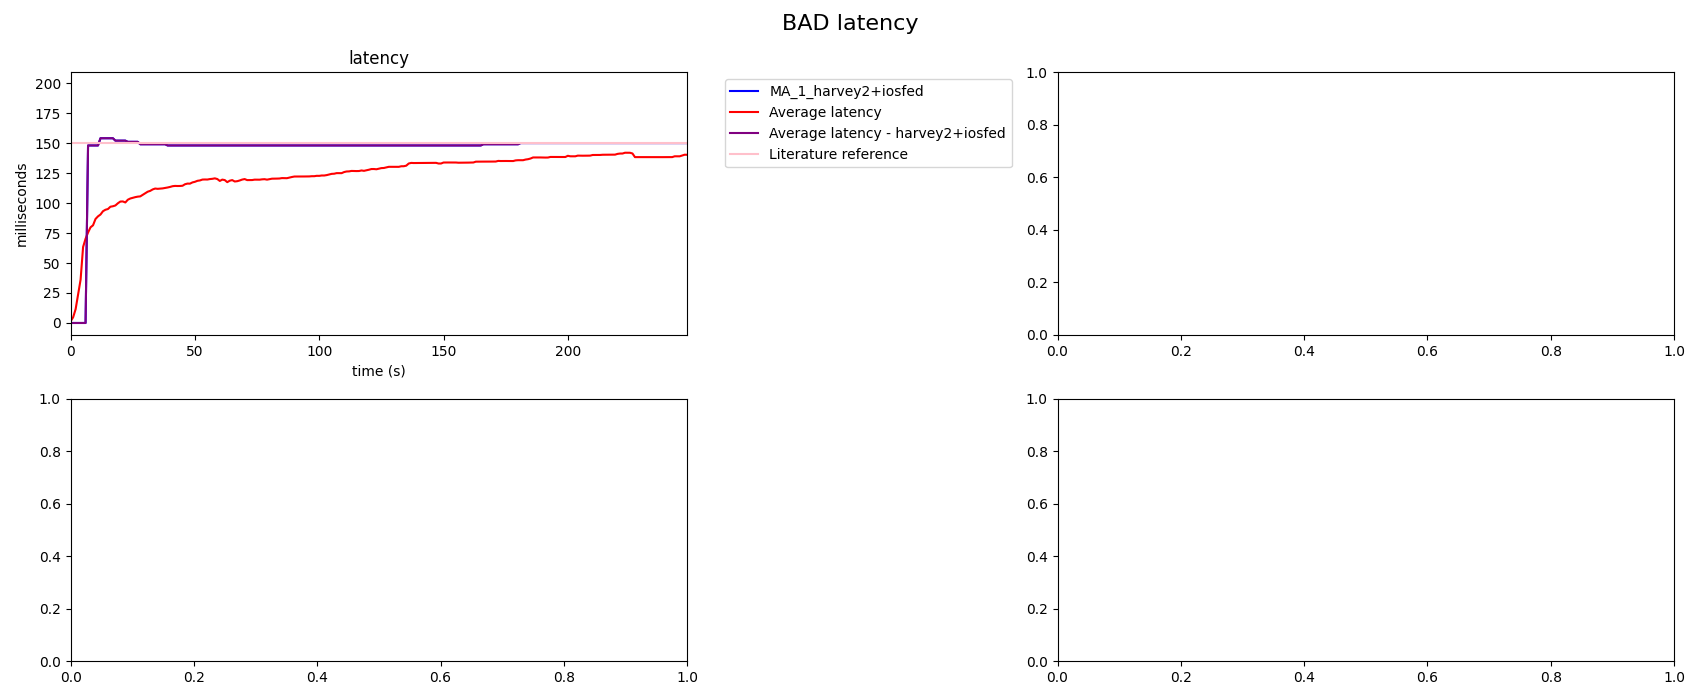 BAD latency
latency
200
175
150
125
100
75
50
25
0
milliseconds
0 50 100 150 200
time (s)
MA_1_harvey2+iosfed
Average latency
Average latency - harvey2+iosfed
Literature reference
1.0
0.8
0.6
0.4
0.2
0.0
0.0 0.2 0.4 0.6 0.8 1.0
1.0
0.8
0.6
0.4
0.2
0.0
0.0 0.2 0.4 0.6 0.8 1.0
1.0
0.8
0.6
0.4
0.2
0.0
0.0 0.2 0.4 0.6 0.8 1.0